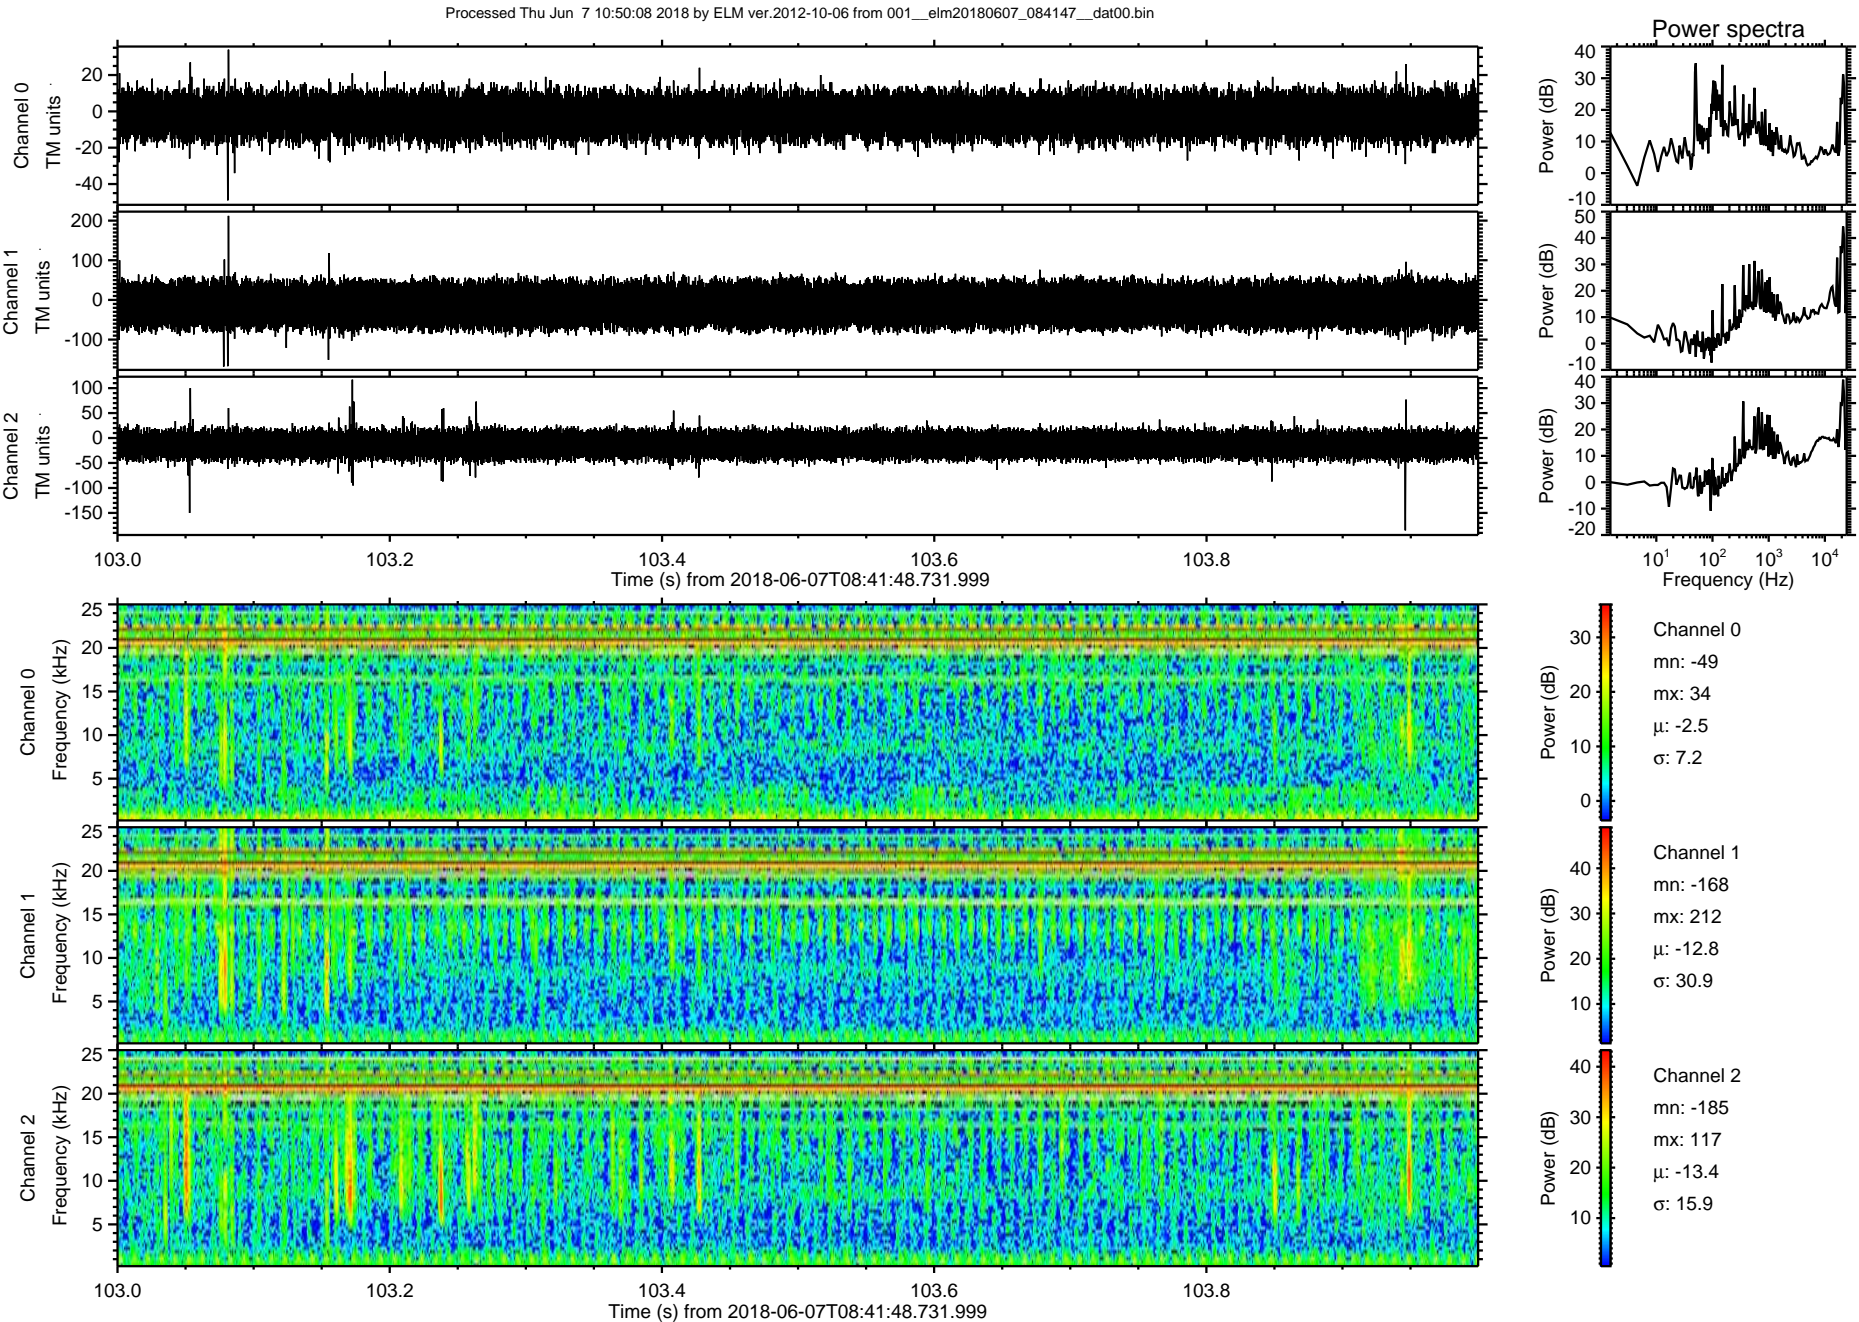 Processed Thu Jun 7 10:50:08 2018 by ELM ver.2012-10-06 from 001__elm20180607_084147__dat00.bin
Power spectra
Channel 0
TM units
20
0
-20
-40
Power (dB)
40
30
20
10
0
-10
Channel 1
TM units
200
100
0
-100
Power (dB)
50
40
30
20
10
0
-10
Channel 2
TM units
100
50
0
-50
-100
-150
Power (dB)
40
30
20
10
0
-10
-20
103.0 103.2 103.4 103.6 103.8
Time (s) from 2018-06-07T08:41:48.731.999
10¹ 10² 10³ 10⁴
Frequency (Hz)
Channel 0
Frequency (kHz)
25
20
15
10
5
Power (dB)
30
20
10
0
Channel 0
mn: -49
mx: 34
µ: -2.5
σ: 7.2
Channel 1
Frequency (kHz)
25
20
15
10
5
Power (dB)
40
30
20
10
Channel 1
mn: -168
mx: 212
µ: -12.8
σ: 30.9
Channel 2
Frequency (kHz)
25
20
15
10
5
Power (dB)
40
30
20
10
Channel 2
mn: -185
mx: 117
µ: -13.4
σ: 15.9
103.0 103.2 103.4 103.6 103.8
Time (s) from 2018-06-07T08:41:48.731.999